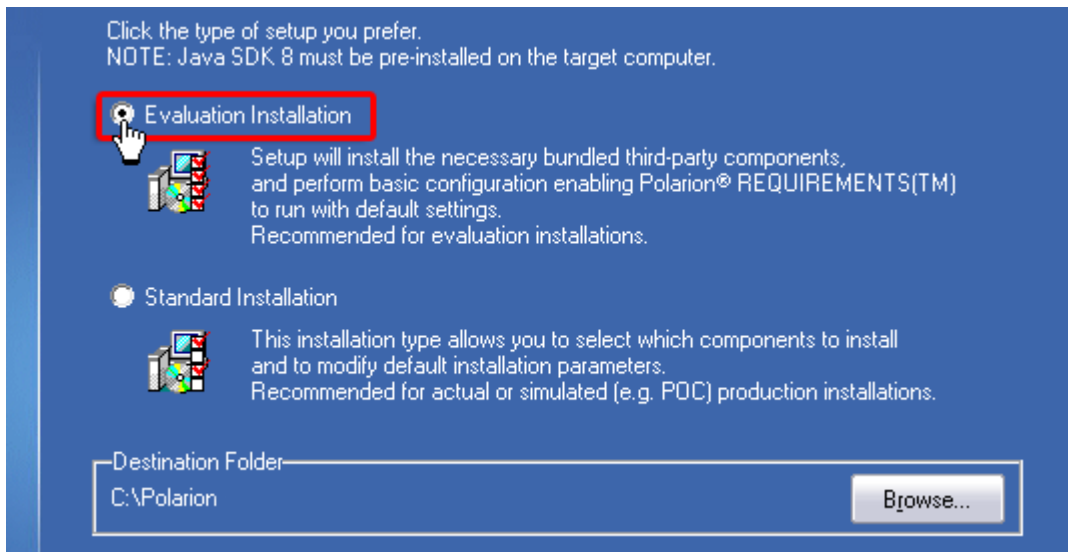 Click the type of setup you prefer.
NOTE: Java SDK 8 must be pre-installed on the target computer.
Evaluation Installation
Setup will install the necessary bundled third-party components,
and perform basic configuration enabling Polarion® REQUIREMENTS(TM)
to run with default settings.
Recommended for evaluation installations.
Standard Installation
This installation type allows you to select which components to install
and to modify default installation parameters.
Recommended for actual or simulated (e.g. POC) production installations.
Destination Folder
C:\Polarion
Browse...